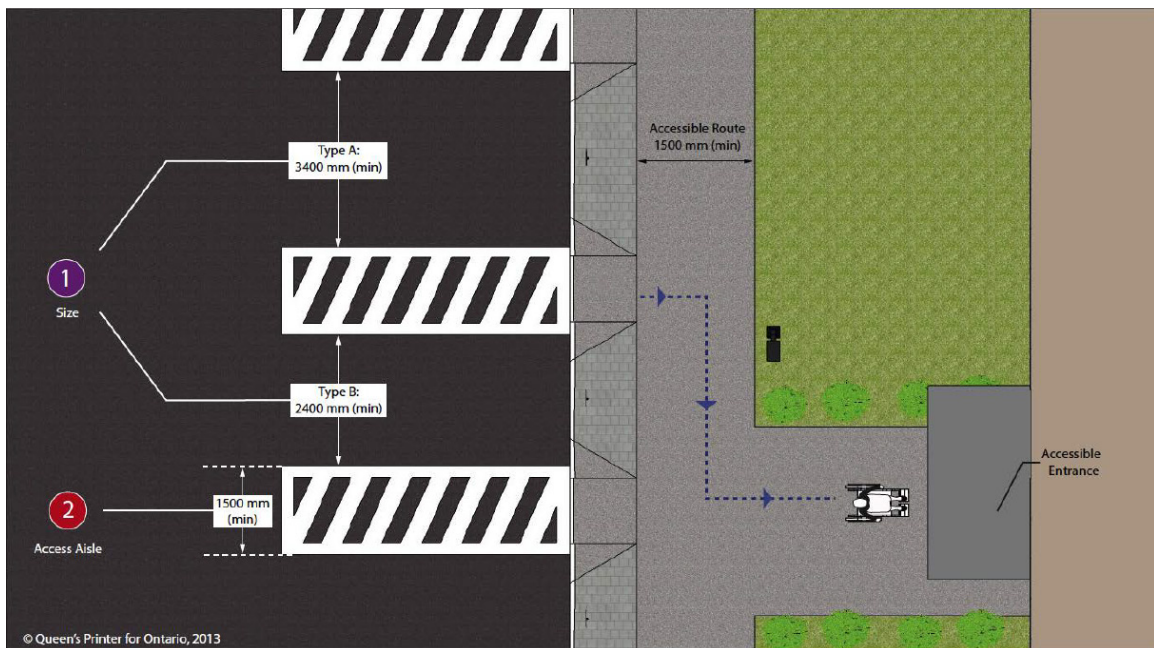 Type A:
3400 mm (min)
Accessible Route
1500 mm (min)
1
Size
Type B:
2400 mm (min)
Accessible
Entrance
2
1500 mm
(min)
Access Aisle
© Queen's Printer for Ontario, 2013